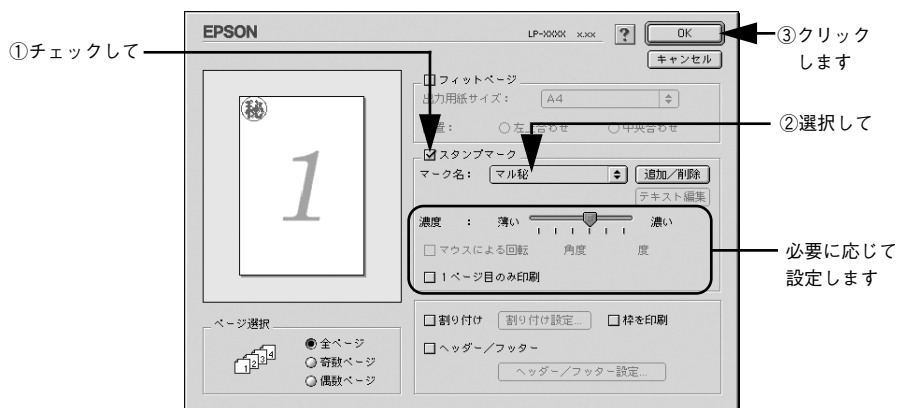 EPSON
LP-XXXX x.xx
?
OK
キャンセル
①チェックして
③クリック
します
フィットページ
出力用紙サイズ：
A4
置：
左上合わせ
中央合わせ
②選択して
㊙
1
スタンプマーク
マーク名：
マル秘
追加／削除
テキスト編集
濃度 ： 薄い
濃い
マウスによる回転 角度 度
1ページ目のみ印刷
必要に応じて
設定します
ページ選択
1 2 3 4
全ページ
奇数ページ
偶数ページ
割り付け
割り付け設定...
枠を印刷
ヘッダー／フッター
ヘッダー／フッター設定...